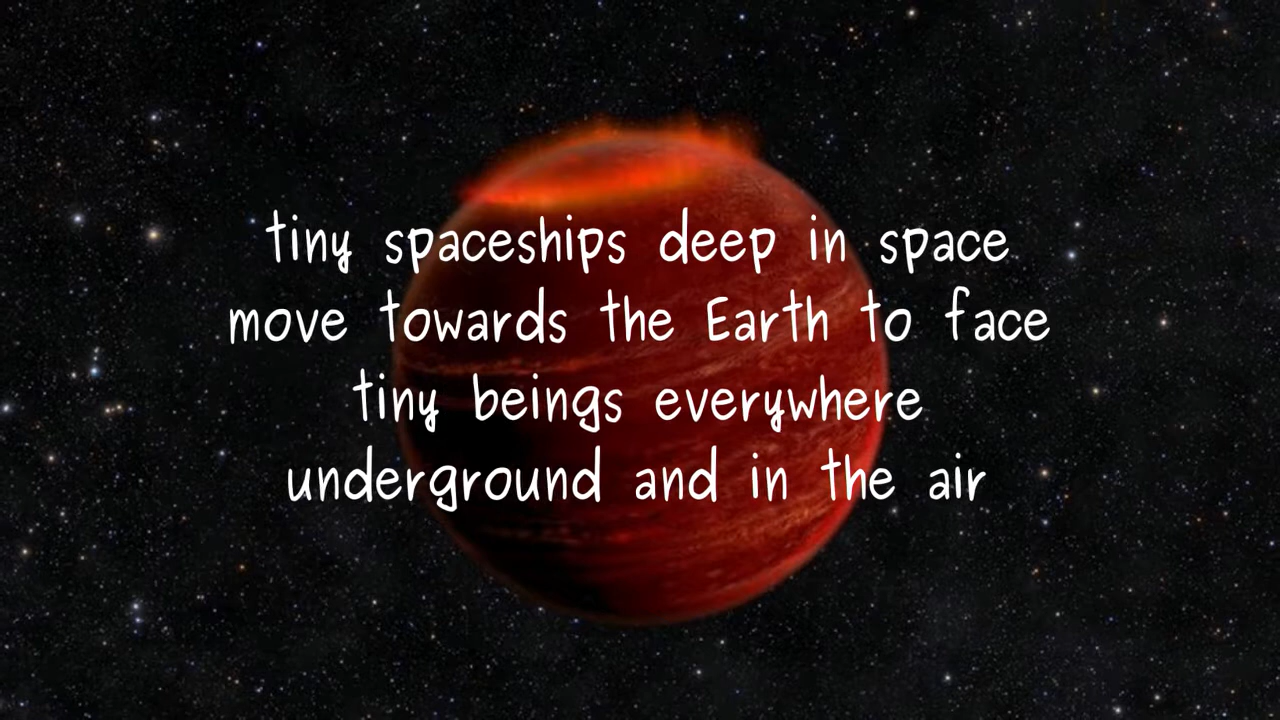 tiny spaceships deep in space
move towards the Earth to face
tiny beings everywhere
underground and in the air